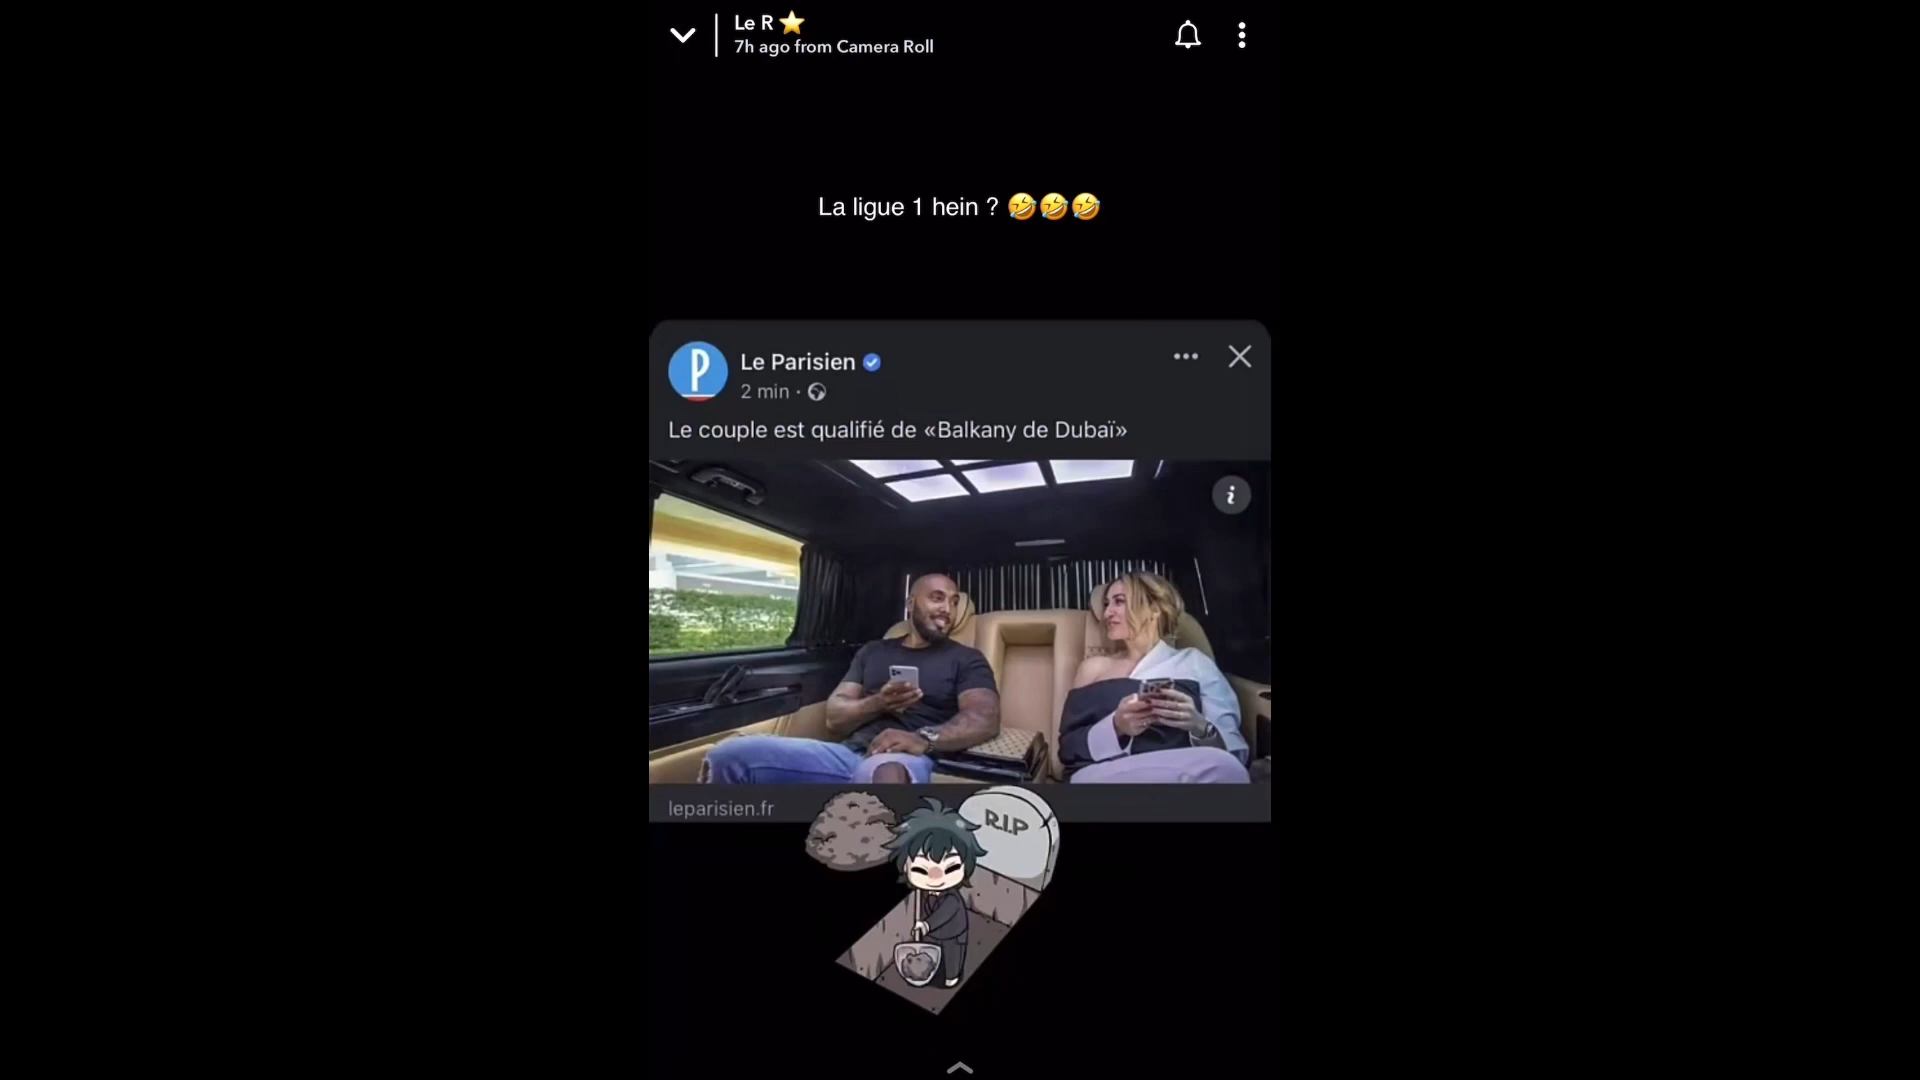 Le R ⭐
7h ago from Camera Roll
La ligue 1 hein ? 🤣🤣🤣
P
Le Parisien
2 min ·
Le couple est qualifié de «Balkany de Dubaï»
i
leparisien.fr
R.I.P